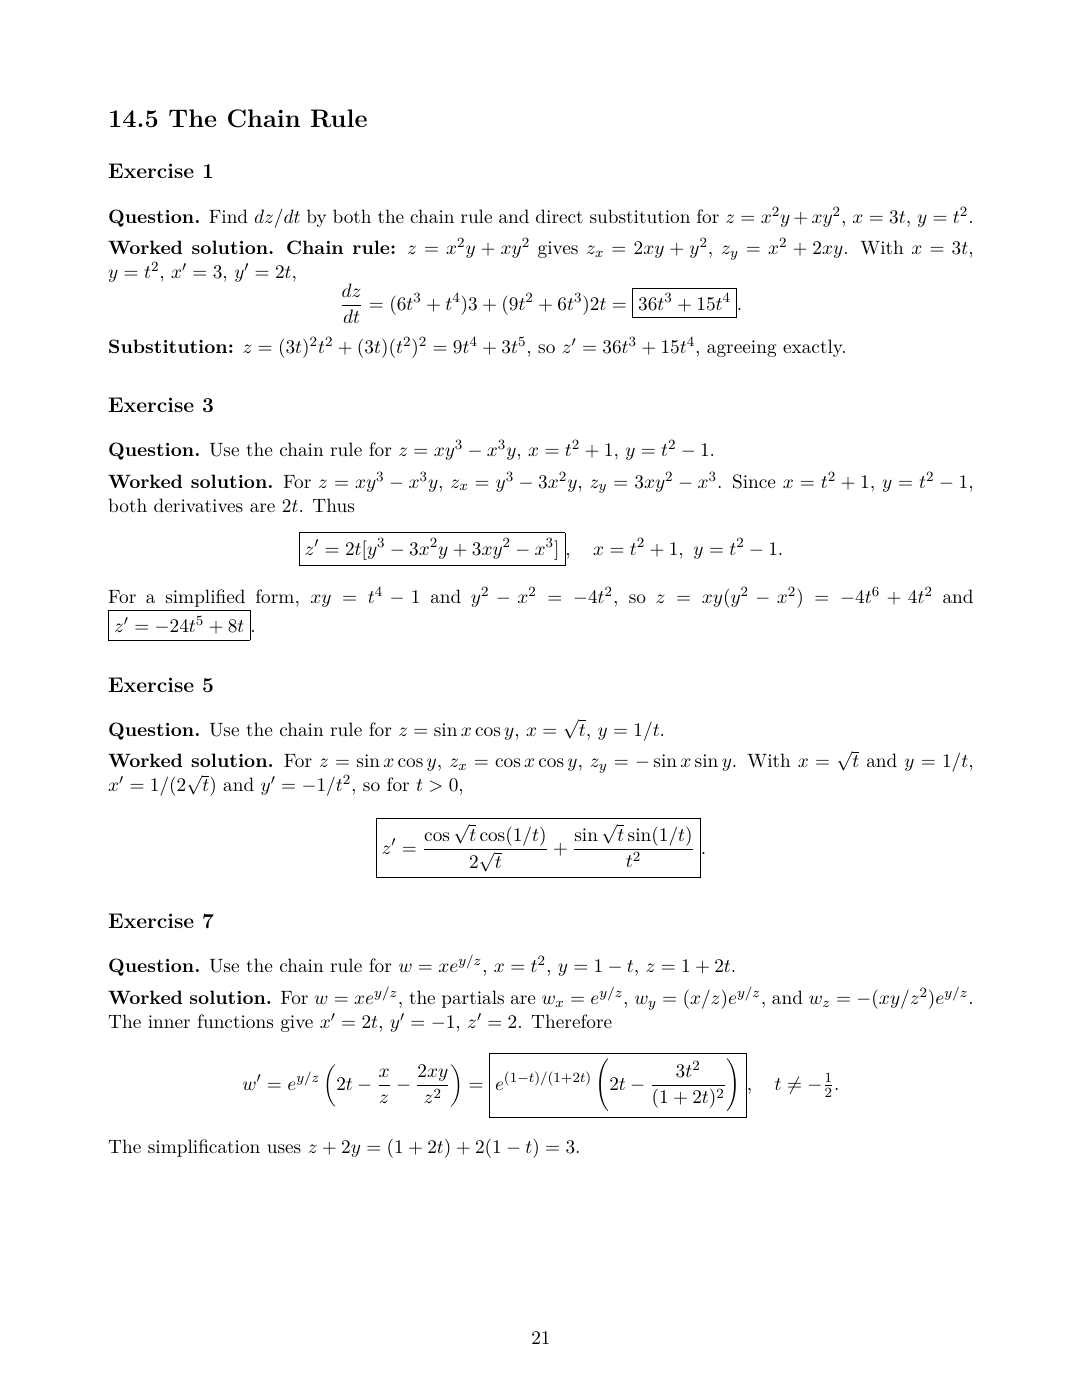 14.5 The Chain Rule
Exercise 1
Question. Find dz/dt by both the chain rule and direct substitution for z = x²y + xy², x = 3t, y = t².
Worked solution. Chain rule: z = x²y + xy² gives z_x = 2xy + y², z_y = x² + 2xy. With x = 3t,
y = t², x′ = 3, y′ = 2t,
dz/dt = (6t³ + t⁴)3 + (9t² + 6t³)2t = 36t³ + 15t⁴.
Substitution: z = (3t)²t² + (3t)(t²)² = 9t⁴ + 3t⁵, so z′ = 36t³ + 15t⁴, agreeing exactly.
Exercise 3
Question. Use the chain rule for z = xy³ − x³y, x = t² + 1, y = t² − 1.
Worked solution. For z = xy³ − x³y, z_x = y³ − 3x²y, z_y = 3xy² − x³. Since x = t² + 1, y = t² − 1,
both derivatives are 2t. Thus
z′ = 2t[y³ − 3x²y + 3xy² − x³], x = t² + 1, y = t² − 1.
For a simplified form, xy = t⁴ − 1 and y² − x² = −4t², so z = xy(y² − x²) = −4t⁶ + 4t² and
z′ = −24t⁵ + 8t.
Exercise 5
Question. Use the chain rule for z = sin x cos y, x = √t, y = 1/t.
Worked solution. For z = sin x cos y, z_x = cos x cos y, z_y = − sin x sin y. With x = √t and y = 1/t,
x′ = 1/(2√t) and y′ = −1/t², so for t > 0,
z′ = cos √t cos(1/t) / 2√t + sin √t sin(1/t) / t².
Exercise 7
Question. Use the chain rule for w = xe^{y/z}, x = t², y = 1 − t, z = 1 + 2t.
Worked solution. For w = xe^{y/z}, the partials are w_x = e^{y/z}, w_y = (x/z)e^{y/z}, and w_z = −(xy/z²)e^{y/z}.
The inner functions give x′ = 2t, y′ = −1, z′ = 2. Therefore
w′ = e^{y/z} (2t − x/z − 2xy/z²) = e^{(1−t)/(1+2t)} (2t − 3t²/(1 + 2t)²), t ≠ −½.
The simplification uses z + 2y = (1 + 2t) + 2(1 − t) = 3.
21